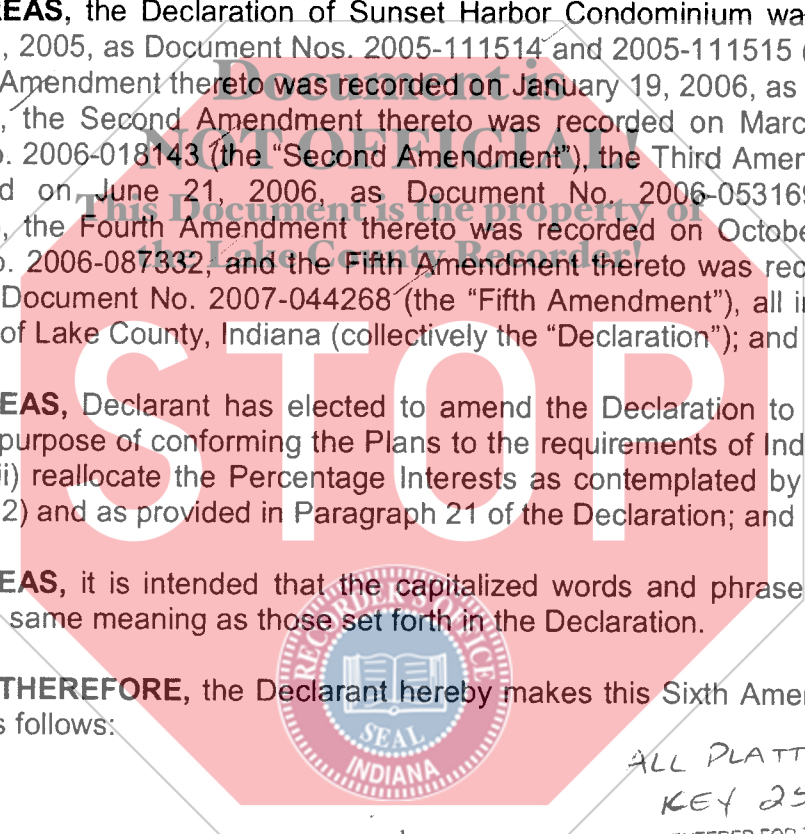 EAS, the Declaration of Sunset Harbor Condominium wa
, 2005, as Document Nos. 2005-111514 and 2005-111515 (
Amendment thereto was recorded on January 19, 2006, as
Document is
, the Second Amendment thereto was recorded on Marc
NOT OFFICIAL!
o. 2006-018143 (the “Second Amendment”), the Third Amen
d on June 21, 2006, as Document No. 2006-053169
This Document is the property of
, the Fourth Amendment thereto was recorded on Octobe
the Lake County Recorder!
o. 2006-087332, and the Fifth Amendment thereto was rec
Document No. 2007-044268 (the “Fifth Amendment”), all i
of Lake County, Indiana (collectively the “Declaration”); and
STOP
EAS, Declarant has elected to amend the Declaration to
purpose of conforming the Plans to the requirements of Ind
ii) reallocate the Percentage Interests as contemplated by
2) and as provided in Paragraph 21 of the Declaration; and
EAS, it is intended that the capitalized words and phrase
same meaning as those set forth in the Declaration.
RECORDER'S OFFICE
THEREFORE, the Declarant hereby makes this Sixth Amer
s follows:
SEAL
INDIANA
ALL PLATT
KEY 25